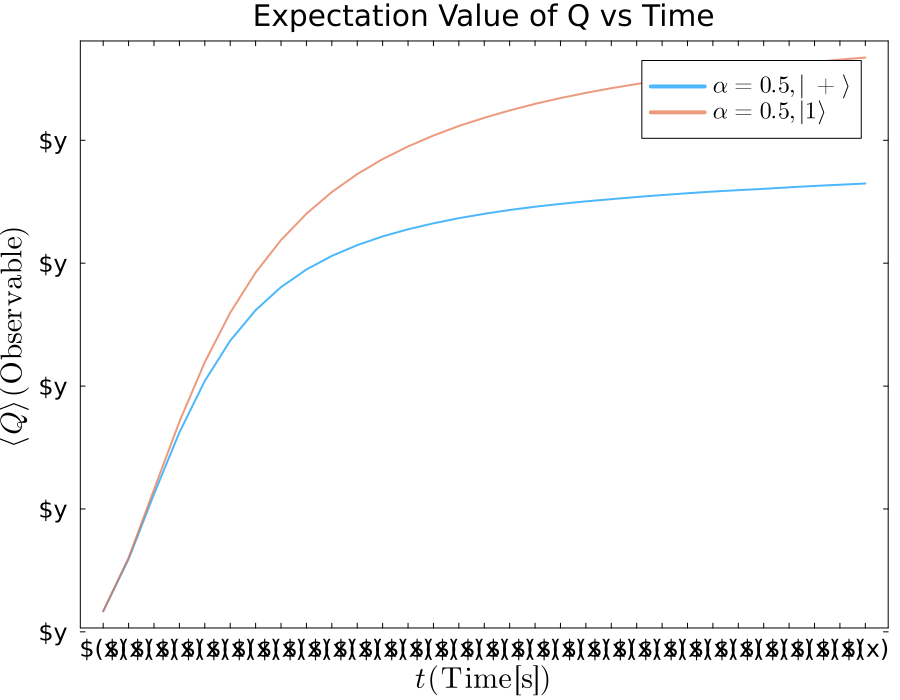 Expectation Value of Q vs Time
α = 0.5, | + ⟩
α = 0.5, |1⟩
$y
$y
$y
$y
$y
⟨Q⟩(Observable)
t(Time[s])